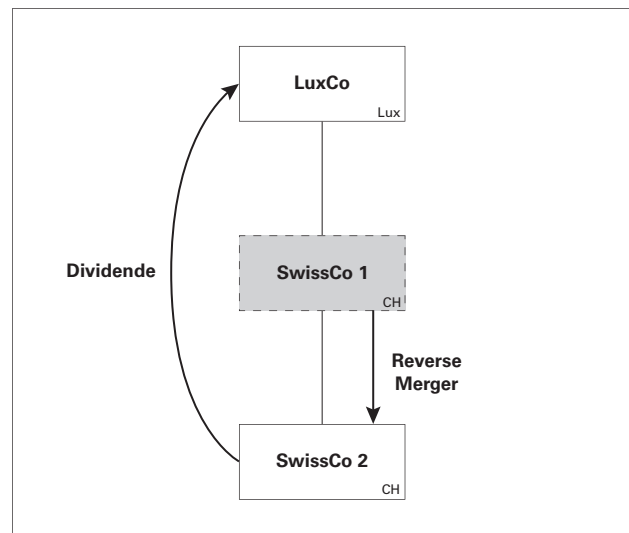 LuxCo
Lux
Dividende
SwissCo 1
CH
Reverse
Merger
SwissCo 2
CH